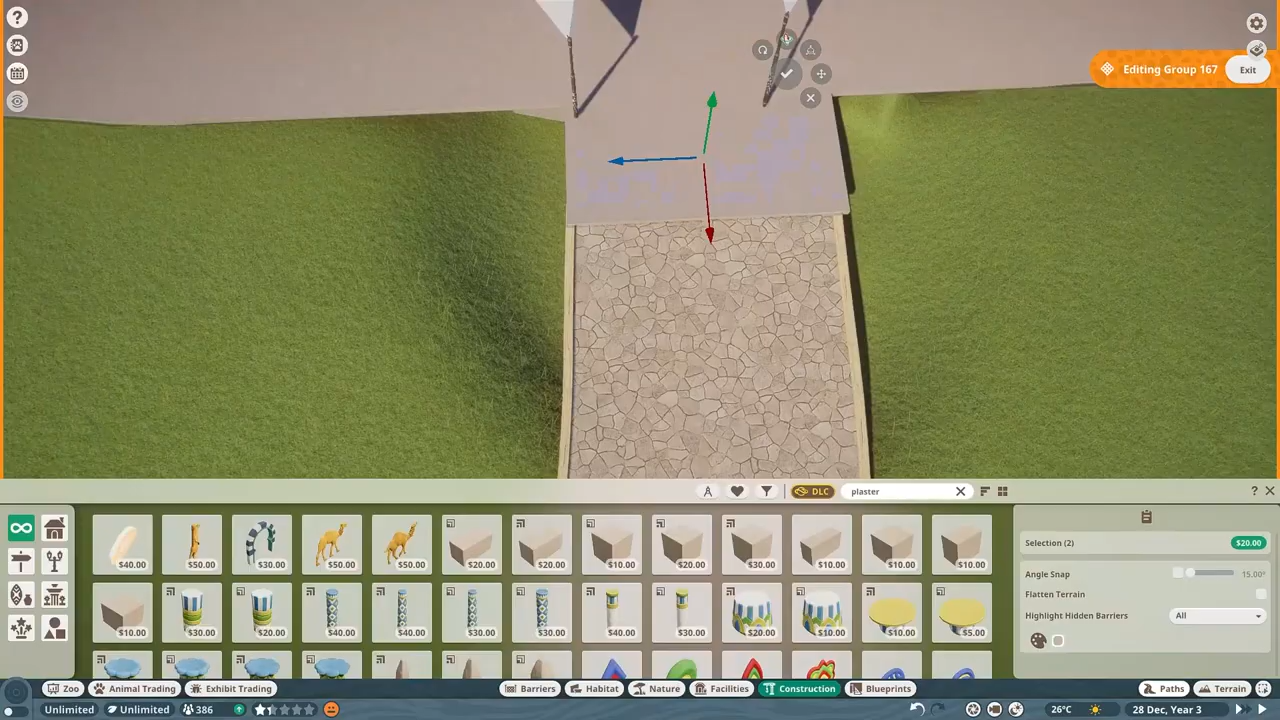 ?
Editing Group 167 Exit
DLC plaster ? ×
$40.00 $50.00 $30.00 $50.00 $50.00 $20.00 $20.00 $10.00 $20.00 $30.00 $10.00 $10.00 $10.00
$10.00 $30.00 $20.00 $40.00 $40.00 $30.00 $30.00 $40.00 $30.00 $20.00 $10.00 $10.00 $5.00
Selection (2) $20.00
Angle Snap 15.00°
Flatten Terrain
Highlight Hidden Barriers All
Zoo Animal Trading Exhibit Trading Barriers Habitat Nature Facilities Construction Blueprints Paths Terrain
Unlimited Unlimited 386 26°C 28 Dec, Year 3